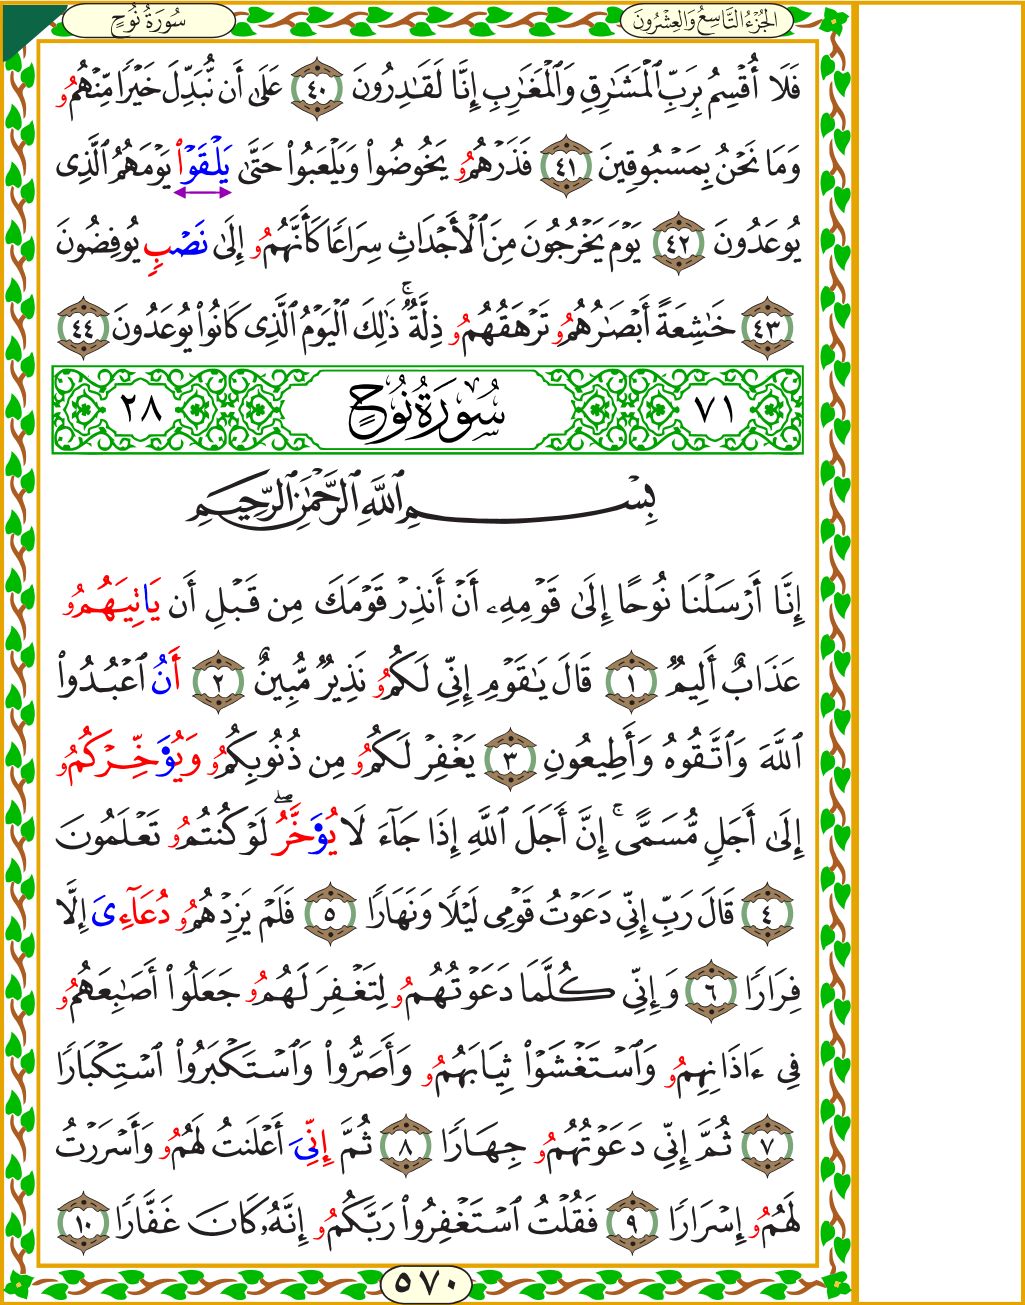 الجُزْءُ التَّاسِعُ وَالعِشْرُونَ
سُورَةُ نُوحٍ
فَلَا أُقْسِمُ بِرَبِّ ٱلْمَشَٰرِقِ وَٱلْمَغَٰرِبِ إِنَّا لَقَٰدِرُونَ ٤٠ عَلَىٰ أَن نُّبَدِّلَ خَيْرًا مِّنْهُمُو
وَمَا نَحْنُ بِمَسْبُوقِينَ ٤١ فَذَرْهُمُو يَخُوضُوا۟ وَيَلْعَبُوا۟ حَتَّىٰ يَلْقَوْا۟ يَوْمَهُمُ ٱلَّذِى
يُوعَدُونَ ٤٢ يَوْمَ يَخْرُجُونَ مِنَ ٱلْأَجْدَاثِ سِرَاعًا كَأَنَّهُمُو إِلَىٰ نَصْبٍ يُوفِضُونَ
٤٣ خَٰشِعَةً أَبْصَٰرُهُمُو تَرْهَقُهُمُو ذِلَّةٌ ۚ ذَٰلِكَ ٱلْيَوْمُ ٱلَّذِى كَانُوا۟ يُوعَدُونَ ٤٤
٧١ سُورَةُ نُوحٍ ٢٨
بِسْمِ ٱللَّهِ ٱلرَّحْمَٰنِ ٱلرَّحِيمِ
إِنَّا أَرْسَلْنَا نُوحًا إِلَىٰ قَوْمِهِۦ أَنْ أَنذِرْ قَوْمَكَ مِن قَبْلِ أَن يَاتِيَهُمُو
عَذَابٌ أَلِيمٌ ١ قَالَ يَٰقَوْمِ إِنِّى لَكُمُو نَذِيرٌ مُّبِينٌ ٢ أَنُ ٱعْبُدُوا۟
ٱللَّهَ وَٱتَّقُوهُ وَأَطِيعُونِ ٣ يَغْفِرْ لَكُمُو مِن ذُنُوبِكُمُو وَيُوَخِّرْكُمُو
إِلَىٰ أَجَلٍ مُّسَمًّى ۚ إِنَّ أَجَلَ ٱللَّهِ إِذَا جَآءَ لَا يُوَخَّرُ ۖ لَوْ كُنتُمُو تَعْلَمُونَ
٤ قَالَ رَبِّ إِنِّى دَعَوْتُ قَوْمِى لَيْلًا وَنَهَارًا ٥ فَلَمْ يَزِدْهُمُو دُعَآءِىَ إِلَّا
فِرَارًا ٦ وَإِنِّى كُلَّمَا دَعَوْتُهُمُو لِتَغْفِرَ لَهُمُو جَعَلُوا۟ أَصَٰبِعَهُمُو
فِى ءَاذَانِهِمُو وَٱسْتَغْشَوْا۟ ثِيَابَهُمُو وَأَصَرُّوا۟ وَٱسْتَكْبَرُوا۟ ٱسْتِكْبَارًا
٧ ثُمَّ إِنِّى دَعَوْتُهُمُو جِهَارًا ٨ ثُمَّ إِنِّىَ أَعْلَنتُ لَهُمُو وَأَسْرَرْتُ
لَهُمُو إِسْرَارًا ٩ فَقُلْتُ ٱسْتَغْفِرُوا۟ رَبَّكُمُو إِنَّهُۥ كَانَ غَفَّارًا ١٠
٥٧٠